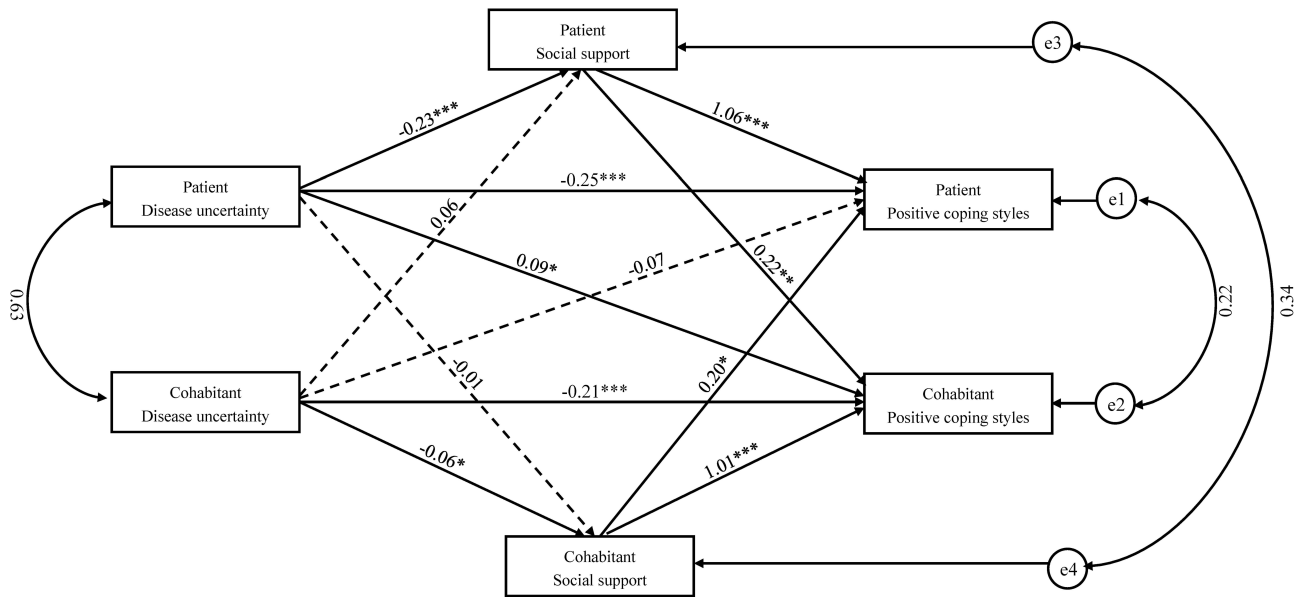 Patient
Social support
e3
-0.23***
1.06***
Patient
Disease uncertainty
-0.25***
Patient
Positive coping styles
e1
0.06
0.09*
-0.07
0.22**
0.63
0.22
0.34
-0.01
0.20*
Cohabitant
Disease uncertainty
-0.21***
Cohabitant
Positive coping styles
e2
-0.06*
1.01***
Cohabitant
Social support
e4